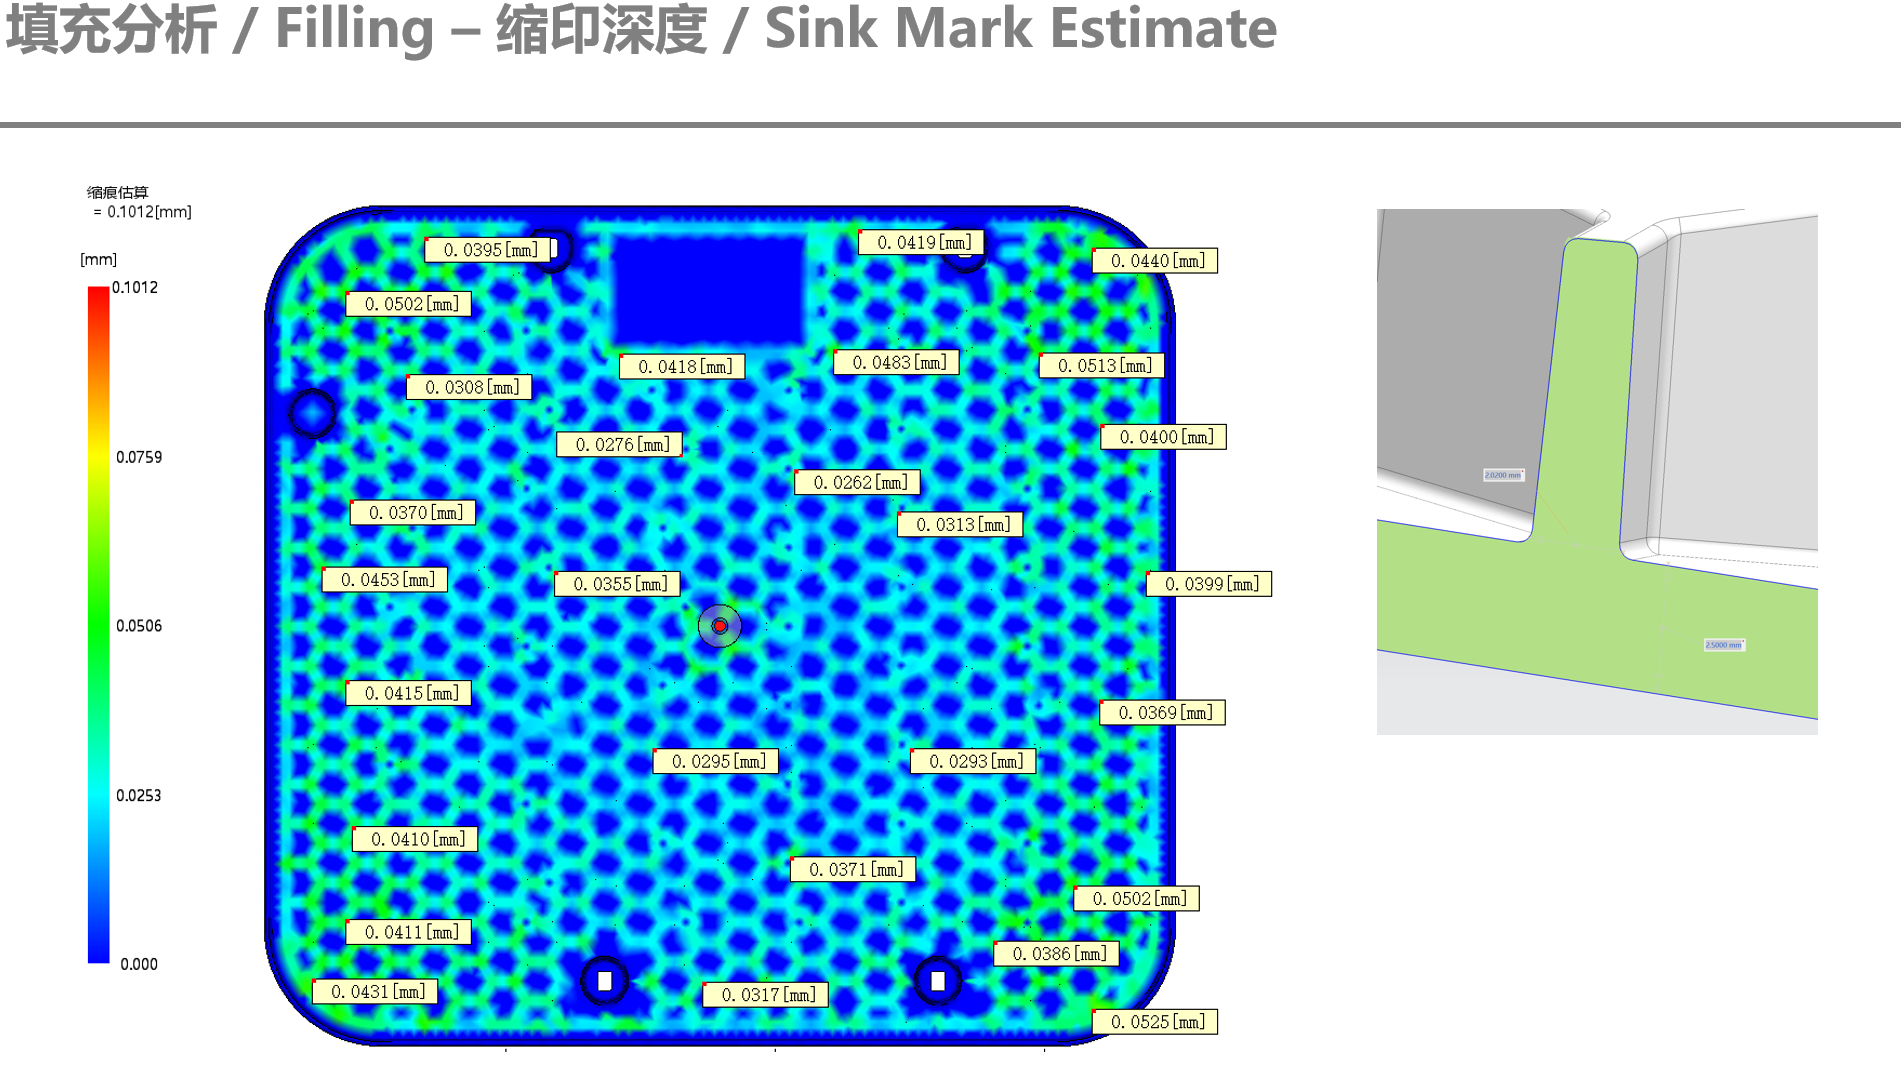 填充分析 / Filling – 缩印深度 / Sink Mark Estimate
缩痕估算
= 0.1012[mm]
[mm]
0.1012
0.0759
0.0506
0.0253
0.000
0.0395[mm]
0.0419[mm]
0.0440[mm]
0.0502[mm]
0.0418[mm]
0.0483[mm]
0.0513[mm]
0.0308[mm]
0.0276[mm]
0.0400[mm]
0.0262[mm]
0.0370[mm]
0.0313[mm]
0.0453[mm]
0.0355[mm]
0.0399[mm]
0.0415[mm]
0.0369[mm]
0.0295[mm]
0.0293[mm]
0.0410[mm]
0.0371[mm]
0.0502[mm]
0.0411[mm]
0.0386[mm]
0.0431[mm]
0.0317[mm]
0.0525[mm]
2.0200 mm
2.5000 mm